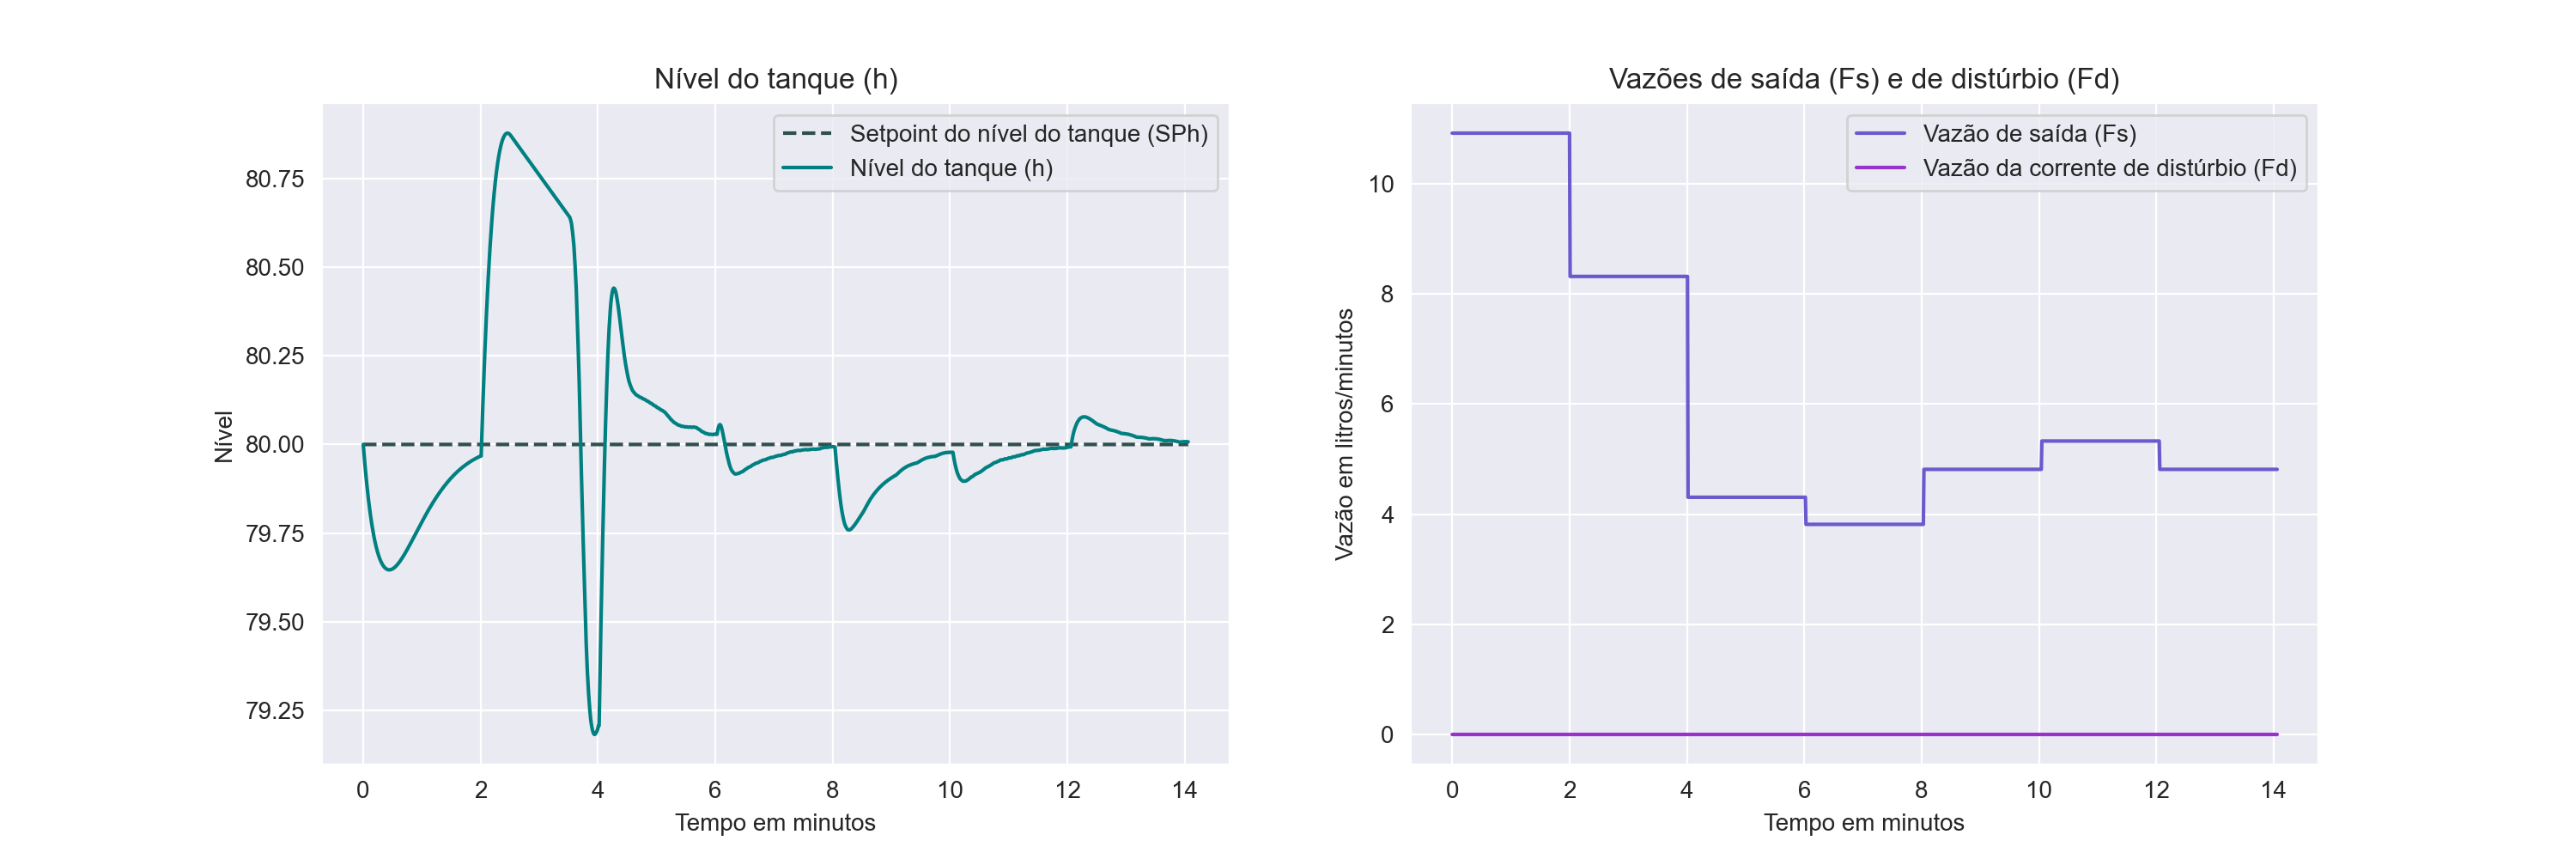 Nível do tanque (h)
Setpoint do nível do tanque (SPh)
Nível do tanque (h)
80.75
80.50
80.25
80.00
79.75
79.50
79.25
Nível
0 2 4 6 8 10 12 14
Tempo em minutos
Vazões de saída (Fs) e de distúrbio (Fd)
Vazão de saída (Fs)
Vazão da corrente de distúrbio (Fd)
10
8
6
4
2
0
Vazão em litros/minutos
0 2 4 6 8 10 12 14
Tempo em minutos